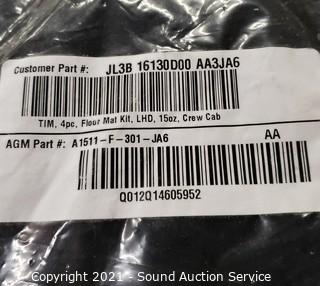 Customer Part #: JL3B 16130D00 AA3JA6
TIM, 4pc, Floor Mat Kit, LHD, 15oz, Crew Cab
AGM Part #: A1511-F-301-JA6 AA
Q012Q14605952
Copyright 2021 - Sound Auction Service